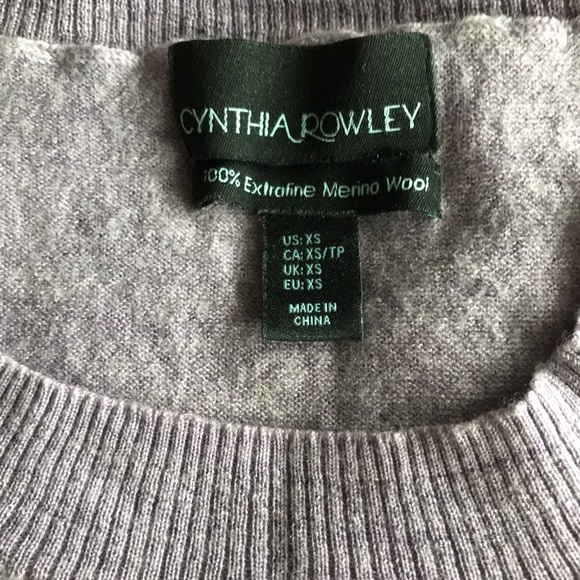 CYNTHIA ROWLEY
100% Extrafine Merino Wool
US: XS
CA: XS/TP
UK: XS
EU: XS
MADE IN
CHINA